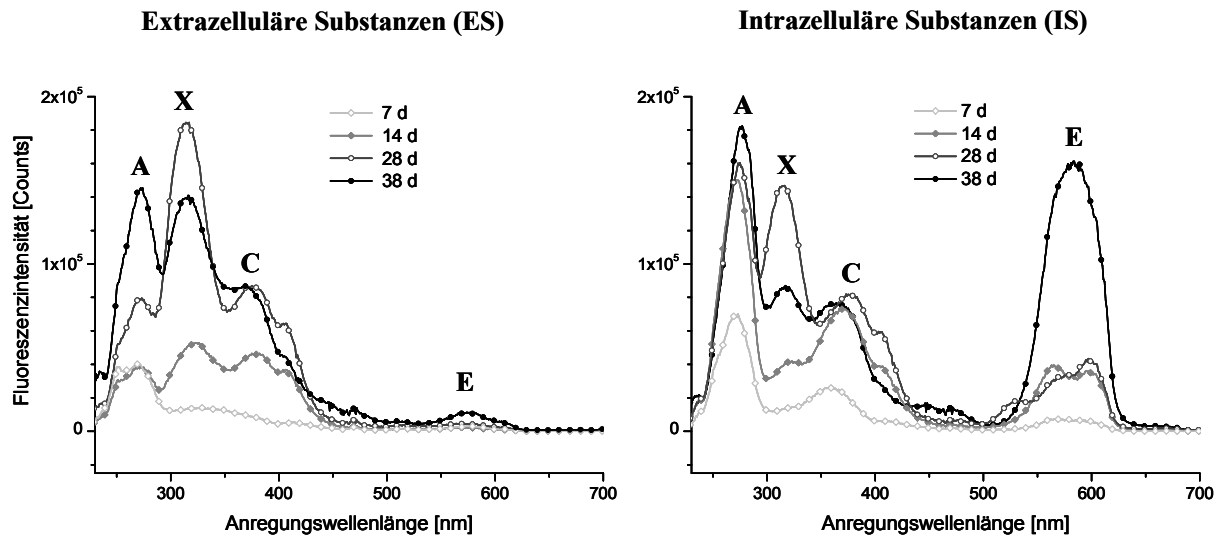 Extrazelluläre Substanzen (ES)
Fluoreszenzintensität [Counts]
2x10⁵
1x10⁵
0
A
X
C
E
7 d
14 d
28 d
38 d
300
400
500
600
700
Anregungswellenlänge [nm]
Intrazelluläre Substanzen (IS)
2x10⁵
1x10⁵
0
A
X
C
E
7 d
14 d
28 d
38 d
300
400
500
600
700
Anregungswellenlänge [nm]